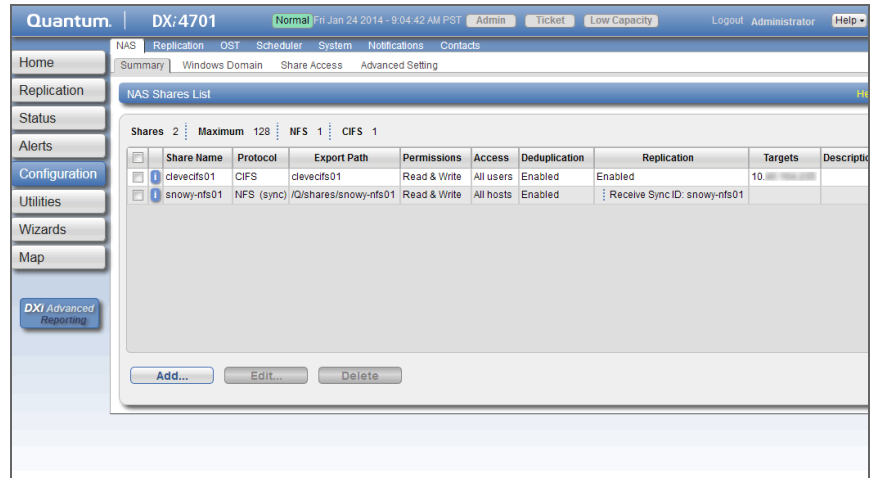 Quantum. DXi4701 Normal Fri Jan 24 2014 - 9:04:42 AM PST Admin Ticket Low Capacity Logout Administrator Help
NAS Replication OST Scheduler System Notifications Contacts
Summary Windows Domain Share Access Advanced Setting
Home
Replication
Status
Alerts
Configuration
Utilities
Wizards
Map
DXi Advanced
Reporting
NAS Shares List He
Shares 2 Maximum 128 NFS 1 CIFS 1
Share Name Protocol Export Path Permissions Access Deduplication Replication Targets Descriptio
i clevecifs01 CIFS clevecifs01 Read & Write All users Enabled Enabled 10.
i snowy-nfs01 NFS (sync) /Q/shares/snowy-nfs01 Read & Write All hosts Enabled Receive Sync ID: snowy-nfs01
Add... Edit... Delete